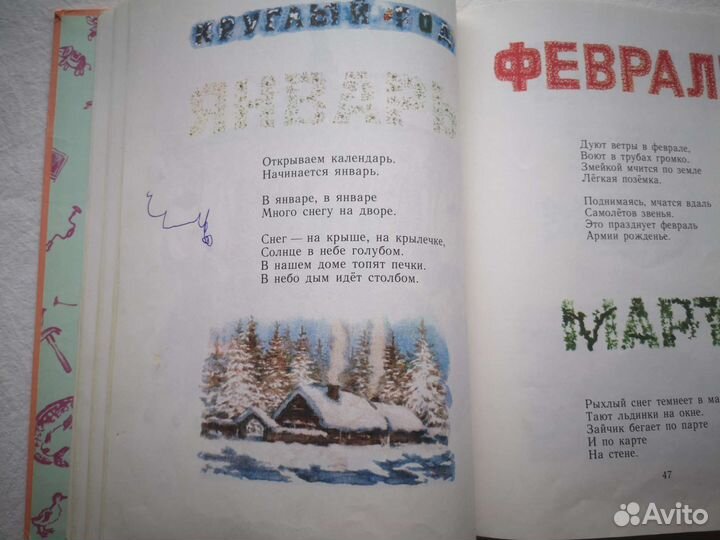 КРУГЛЫЙ ГОД
ЯНВАРЬ
Открываем календарь.
Начинается январь.
В январе, в январе
Много снегу на дворе.
Снег — на крыше, на крылечке,
Солнце в небе голубом.
В нашем доме топят печки.
В небо дым идёт столбом.
ФЕВРАЛЬ
Дуют ветры в феврале,
Воют в трубах громко.
Змейкой мчится по земле
Лёгкая позёмка.
Поднимаясь, мчатся вдаль
Самолётов звенья.
Это празднует февраль
Армии рожденье.
МАРТ
Рыхлый снег темнеет в ма
Тают льдинки на окне.
Зайчик бегает по парте
И по карте
На стене.
47
Avito